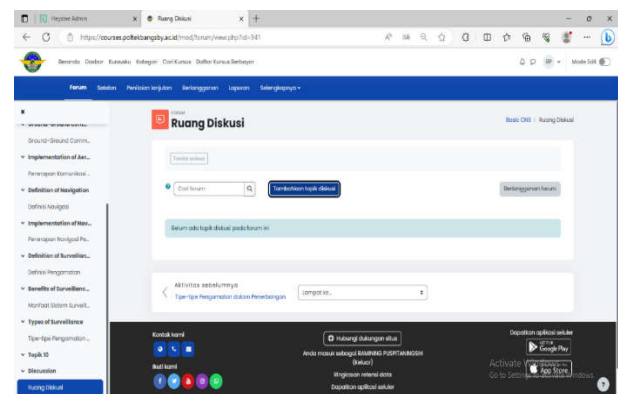 Heystee Admin
Ruang Diskusi
https://courses.poltekbangsby.ac.id/mod/forum/view.php?id=941
Beranda Dasbor Kursusku Kategori Cari Kursus Daftar Kursus Berbayar
RP
Mode Edit
Forum Setelan Penilaian lanjutan Berlangganan Laporan Selengkapnya
Ground-Ground Comm...
Implementation of Aer...
Penerapan Komunikasi ...
Definition of Navigation
Definisi Navigasi
Implementation of Nav...
Penerapan Navigasi Pe...
Definition of Surveillan...
Definisi Pengamatan
Benefits of Surveillanc...
Manfaat Sistem Surveil...
Types of Surveillance
Tipe-tipe Pengamatan ...
Topik 10
Discussion
Ruang Diskusi
FORUM
Ruang Diskusi
Basic CNS / Ruang Diskusi
Tandai selesai
Cari forum
Tambahkan topik diskusi
Berlangganan forum
Belum ada topik diskusi pada forum ini
Aktivitas sebelumnya
Tipe-tipe Pengamatan dalam Penerbangan
Lompat ke...
Kontak kami
Ikuti kami
Hubungi dukungan situs
Anda masuk sebagai RAMINING PUSPITANINGSIH
(Keluar)
Ringkasan retensi data
Dapatkan aplikasi seluler
Dapatkan aplikasi seluler
GET IT ON
Google Play
App Store
Activate Windows
Go to Settings to activate Windows.